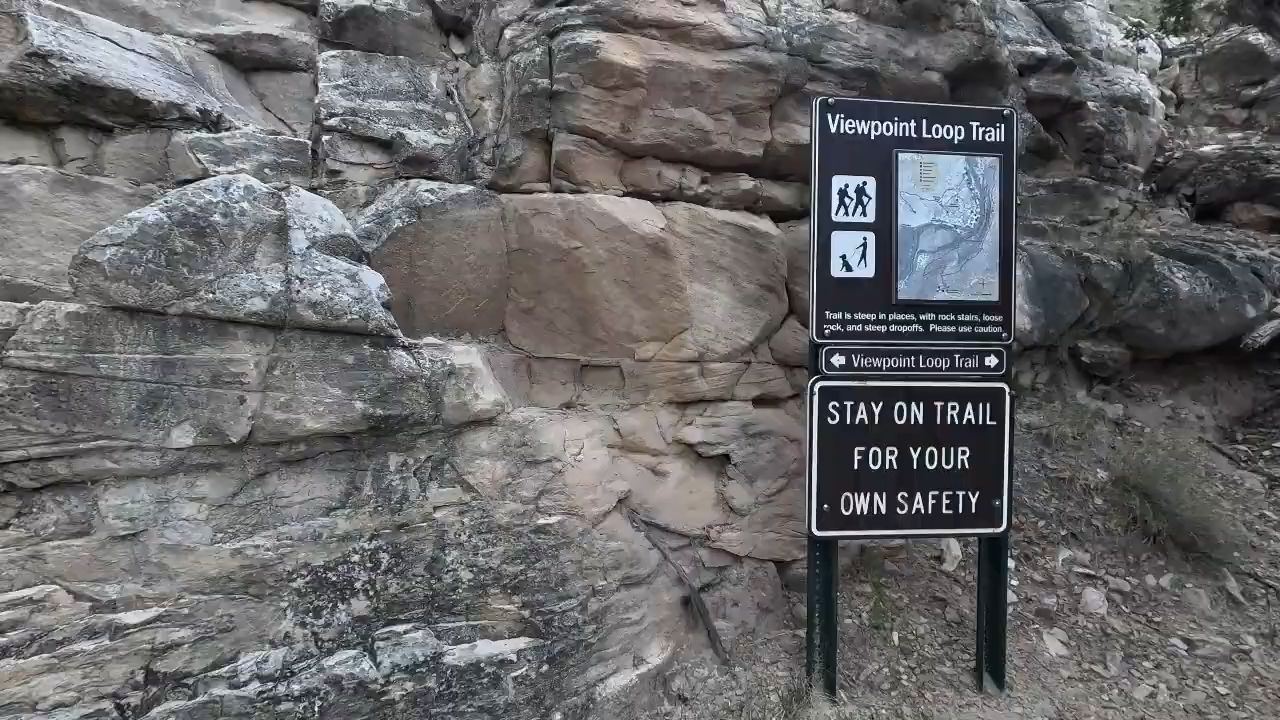 Viewpoint Loop Trail
Trail is steep in places, with rock stairs, loose
rock, and steep dropoffs. Please use caution.
Viewpoint Loop Trail
STAY ON TRAIL
FOR YOUR
OWN SAFETY